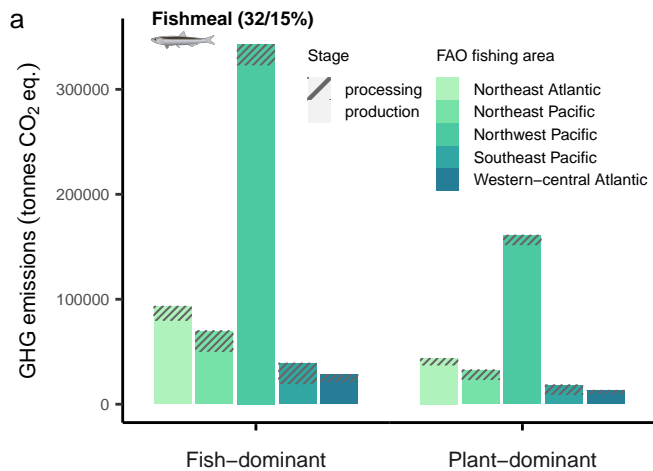 a
Fishmeal (32/15%)
GHG emissions (tonnes CO₂ eq.)
300000
200000
100000
0
Stage
processing
production
FAO fishing area
Northeast Atlantic
Northeast Pacific
Northwest Pacific
Southeast Pacific
Western−central Atlantic
Fish−dominant
Plant−dominant